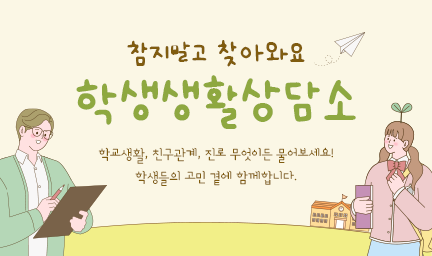 참지말고 찾아와요
학생생활상담소
학교생활, 친구관계, 진로 무엇이든 물어보세요!
학생들의 고민 곁에 함께합니다.